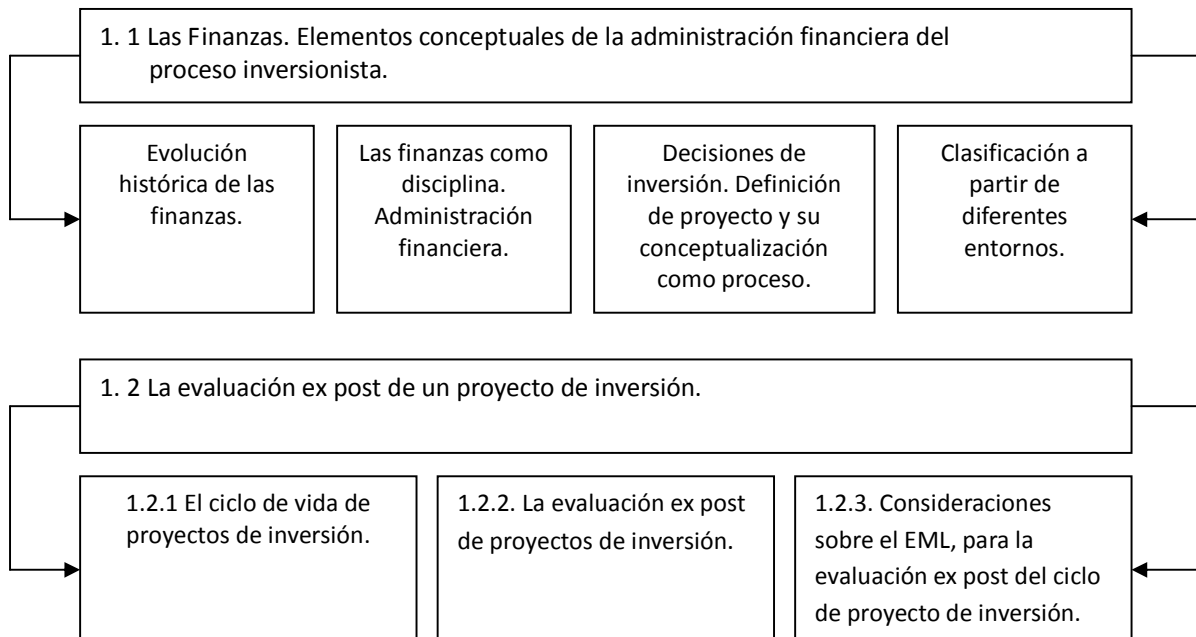 1. 1 Las Finanzas. Elementos conceptuales de la administración financiera del
proceso inversionista.
Evolución
histórica de las
finanzas.
Las finanzas como
disciplina.
Administración
financiera.
Decisiones de
inversión. Definición
de proyecto y su
conceptualización
como proceso.
Clasificación a
partir de
diferentes
entornos.
1. 2 La evaluación ex post de un proyecto de inversión.
1.2.1 El ciclo de vida de
proyectos de inversión.
1.2.2. La evaluación ex post
de proyectos de inversión.
1.2.3. Consideraciones
sobre el EML, para la
evaluación ex post del ciclo
de proyecto de inversión.